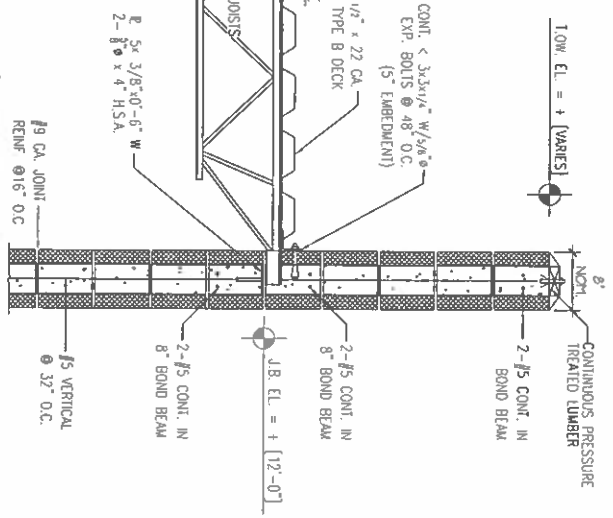 T.O.W. EL. = + [VARIES]
8"
NOM.
CONTINUOUS PRESSURE
TREATED LUMBER
2-#5 CONT. IN
BOND BEAM
CONT. < 3x3x1/4" W/5/8"ø
EXP. BOLTS @ 48" O.C.
(5" EMBEDMENT)
1/2" x 22 GA.
TYPE B DECK
2-#5 CONT. IN
8" BOND BEAM
J.B. EL. = + [12'-0"]
JOISTS
5x 3/8"x0'-6" W
2- 5/8"ø x 4" H.S.A.
2-#5 CONT. IN
8" BOND BEAM
#9 GA. JOINT
REINF @16" O.C
#5 VERTICAL
@ 32" O.C.